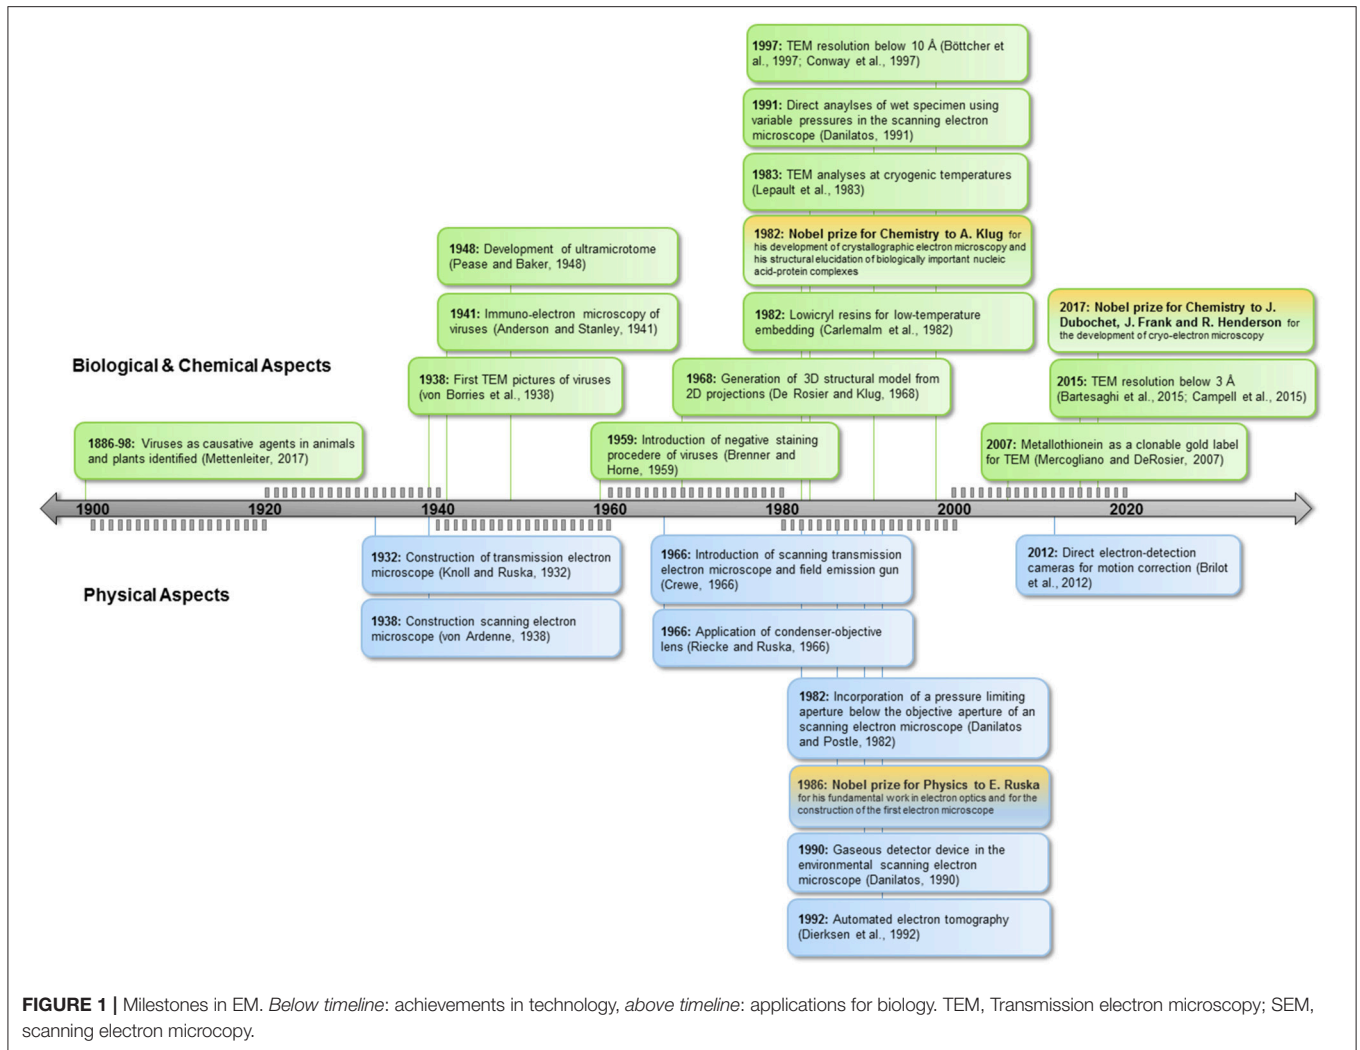 1997: TEM resolution below 10 Å (Böttcher et
al., 1997; Conway et al., 1997)
1991: Direct anaylses of wet specimen using
variable pressures in the scanning electron
microscope (Danilatos, 1991)
1983: TEM analyses at cryogenic temperatures
(Lepault et al., 1983)
1982: Nobel prize for Chemistry to A. Klug for
his development of crystallographic electron microscopy and
his structural elucidation of biologically important nucleic
acid-protein complexes
1982: Lowicryl resins for low-temperature
embedding (Carlemalm et al., 1982)
1948: Development of ultramicrotome
(Pease and Baker, 1948)
1941: Immuno-electron microscopy of
viruses (Anderson and Stanley, 1941)
2017: Nobel prize for Chemistry to J.
Dubochet, J. Frank and R. Henderson for
the development of cryo-electron microscopy
Biological & Chemical Aspects
1938: First TEM pictures of viruses
(von Borries et al., 1938)
1968: Generation of 3D structural model from
2D projections (De Rosier and Klug, 1968)
2015: TEM resolution below 3 Å
(Bartesaghi et al., 2015; Campell et al., 2015)
1886-98: Viruses as causative agents in animals
and plants identified (Mettenleiter, 2017)
1959: Introduction of negative staining
procedere of viruses (Brenner and
Horne, 1959)
2007: Metallothionein as a clonable gold label
for TEM (Mercogliano and DeRosier, 2007)
1900 1920 1940 1960 1980 2000 2020
Physical Aspects
1932: Construction of transmission electron
microscope (Knoll and Ruska, 1932)
1938: Construction scanning electron
microscope (von Ardenne, 1938)
1966: Introduction of scanning transmission
electron microscope and field emission gun
(Crewe, 1966)
1966: Application of condenser-objective
lens (Riecke and Ruska, 1966)
2012: Direct electron-detection
cameras for motion correction (Brilot
et al., 2012)
1982: Incorporation of a pressure limiting
aperture below the objective aperture of an
scanning electron microscope (Danilatos
and Postle, 1982)
1986: Nobel prize for Physics to E. Ruska
for his fundamental work in electron optics and for the
construction of the first electron microscope
1990: Gaseous detector device in the
environmental scanning electron
microscope (Danilatos, 1990)
1992: Automated electron tomography
(Dierksen et al., 1992)
FIGURE 1 | Milestones in EM. Below timeline: achievements in technology, above timeline: applications for biology. TEM, Transmission electron microscopy; SEM,
scanning electron microcopy.